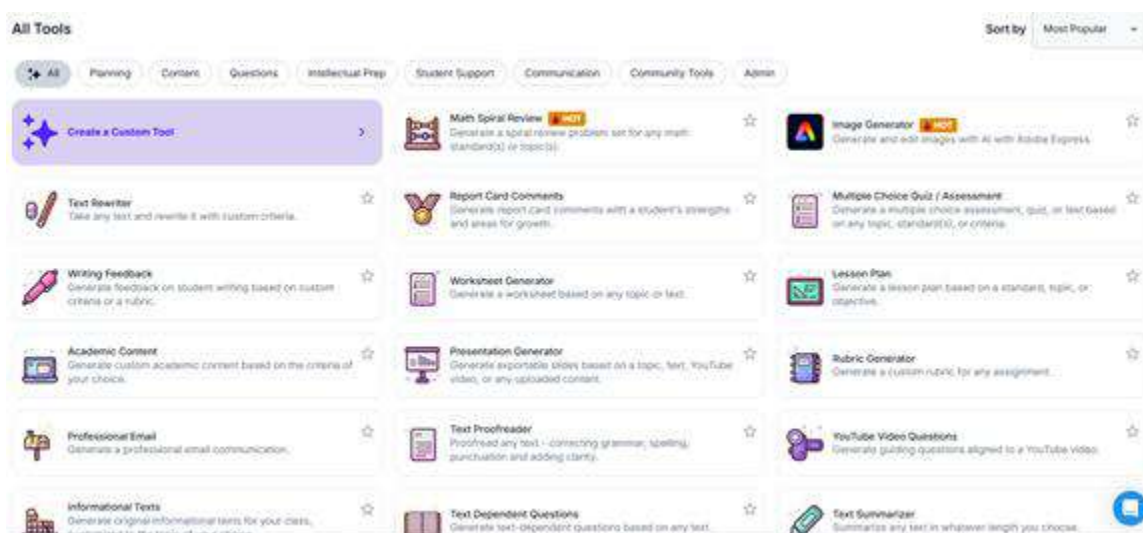 All Tools
Sort by Most Popular
All Planning Content Questions Intellectual Prep Student Support Communication Community Tools Admin
Create a Custom Tool
Math Spiral Review HOT
Generate a spiral review problem set for any math
standard(s) or topic(s).
Image Generator HOT
Generate and edit images with AI with Adobe Express.
Text Rewriter
Take any text and rewrite it with custom criteria.
Report Card Comments
Generate report card comments with a student's strengths
and areas for growth.
Multiple Choice Quiz / Assessment
Generate a multiple choice assessment, quiz, or test based
on any topic, standard(s), or criteria.
Writing Feedback
Generate feedback on student writing based on custom
criteria or a rubric.
Worksheet Generator
Generate a worksheet based on any topic or text.
Lesson Plan
Generate a lesson plan based on a standard, topic, or
objective.
Academic Content
Generate custom academic content based on the criteria of
your choice.
Presentation Generator
Generate exportable slides based on a topic, text, YouTube
video, or any uploaded content.
Rubric Generator
Generate a custom rubric for any assignment.
Professional Email
Generate a professional email communication.
Text Proofreader
Proofread any text - correcting grammar, spelling,
punctuation and adding clarity.
YouTube Video Questions
Generate guiding questions aligned to a YouTube video.
Informational Texts
Generate original informational texts for your class,
Text Dependent Questions
Generate text-dependent questions based on any text.
Text Summarizer
Summarize any text in whatever length you choose.